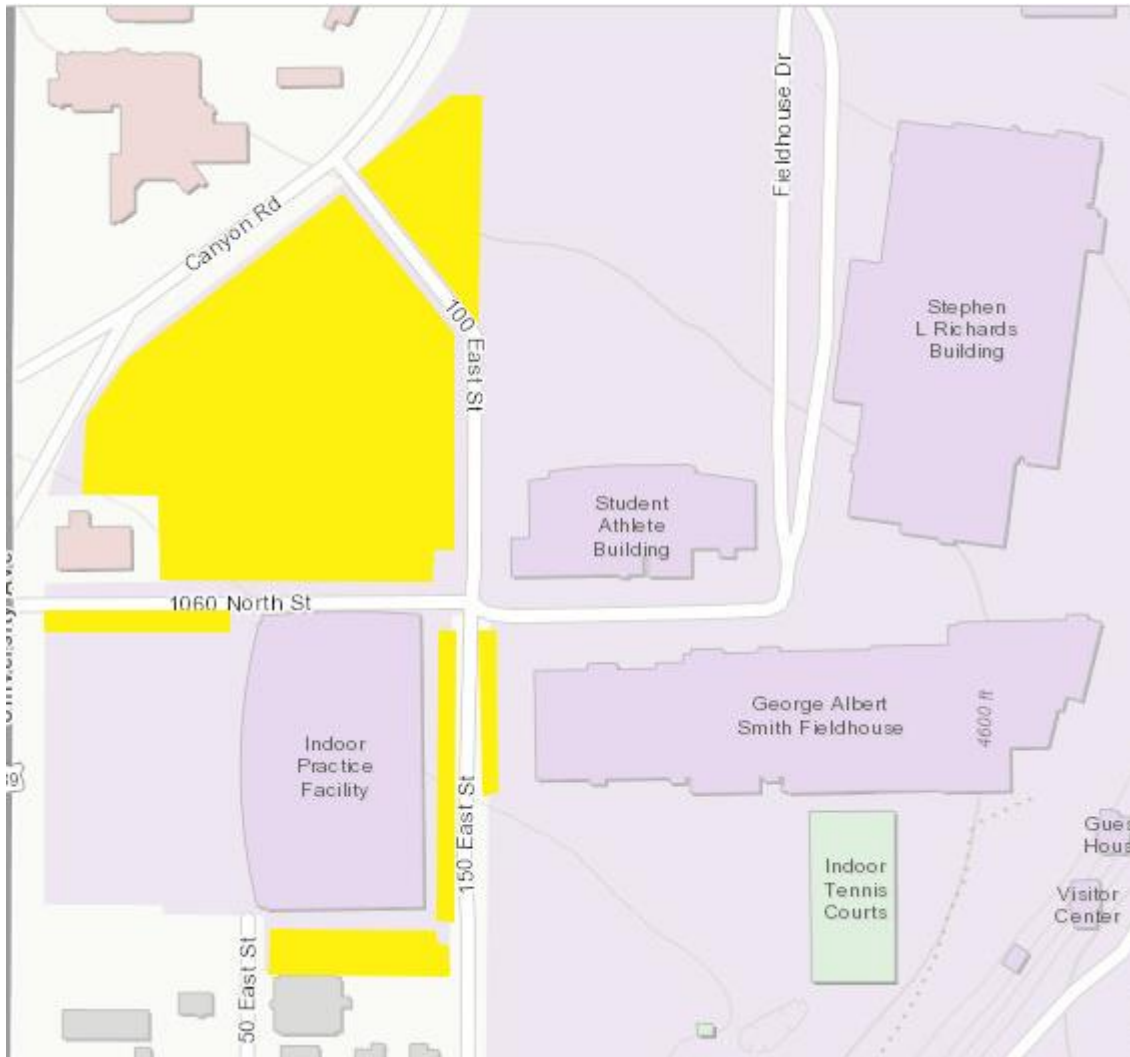 Fieldhouse Dr
Canyon Rd
Stephen
L Richards
Building
100 East St
Student
Athlete
Building
1060 North St
George Albert
Smith Fieldhouse
4600 ft
Indoor
Practice
Facility
150 East St
Indoor
Tennis
Courts
Visitor
Center
50 East St